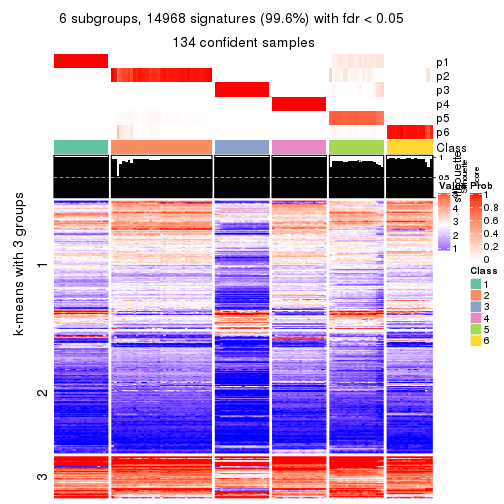 6 subgroups, 14968 signatures (99.6%) with fdr < 0.05
134 confident samples
p1
p2
p3
p4
p5
p6
Class
1
0.5
silhouette
score
k-means with 3 groups
1
2
3
Value
4
3
2
1
Prob
1
0.8
0.6
0.4
0.2
0
Class
1
2
3
4
5
6